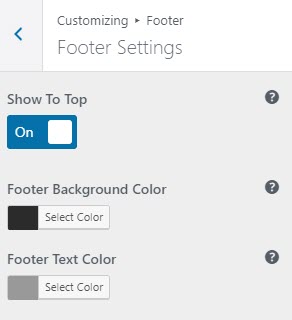 Customizing ▸ Footer
Footer Settings
Show To Top
On
Footer Background Color
Select Color
Footer Text Color
Select Color